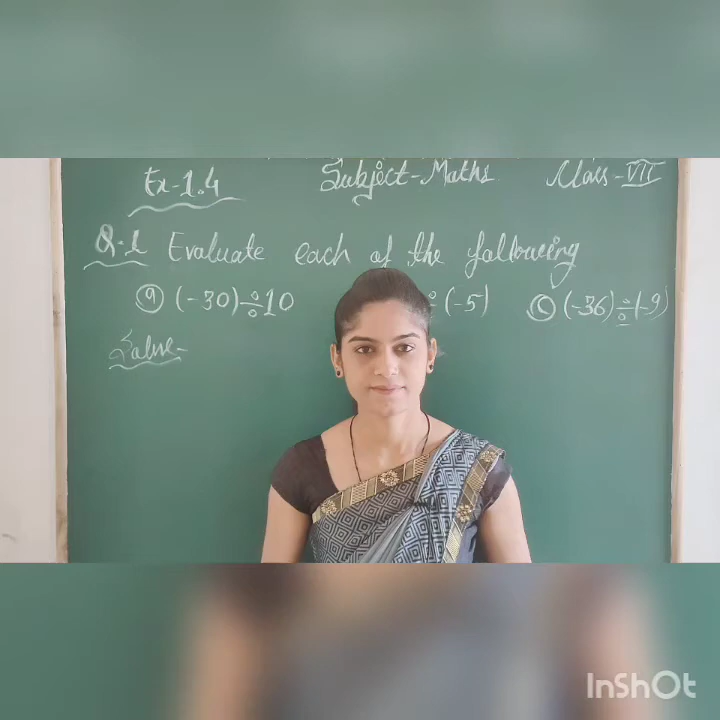 Ex-1.4 Subject-Maths Class-VII
Q.1 Evaluate each of the following
(a) (-30)÷10 ÷(-5) (c) (-36)÷(-9)
Solve-
InShOt